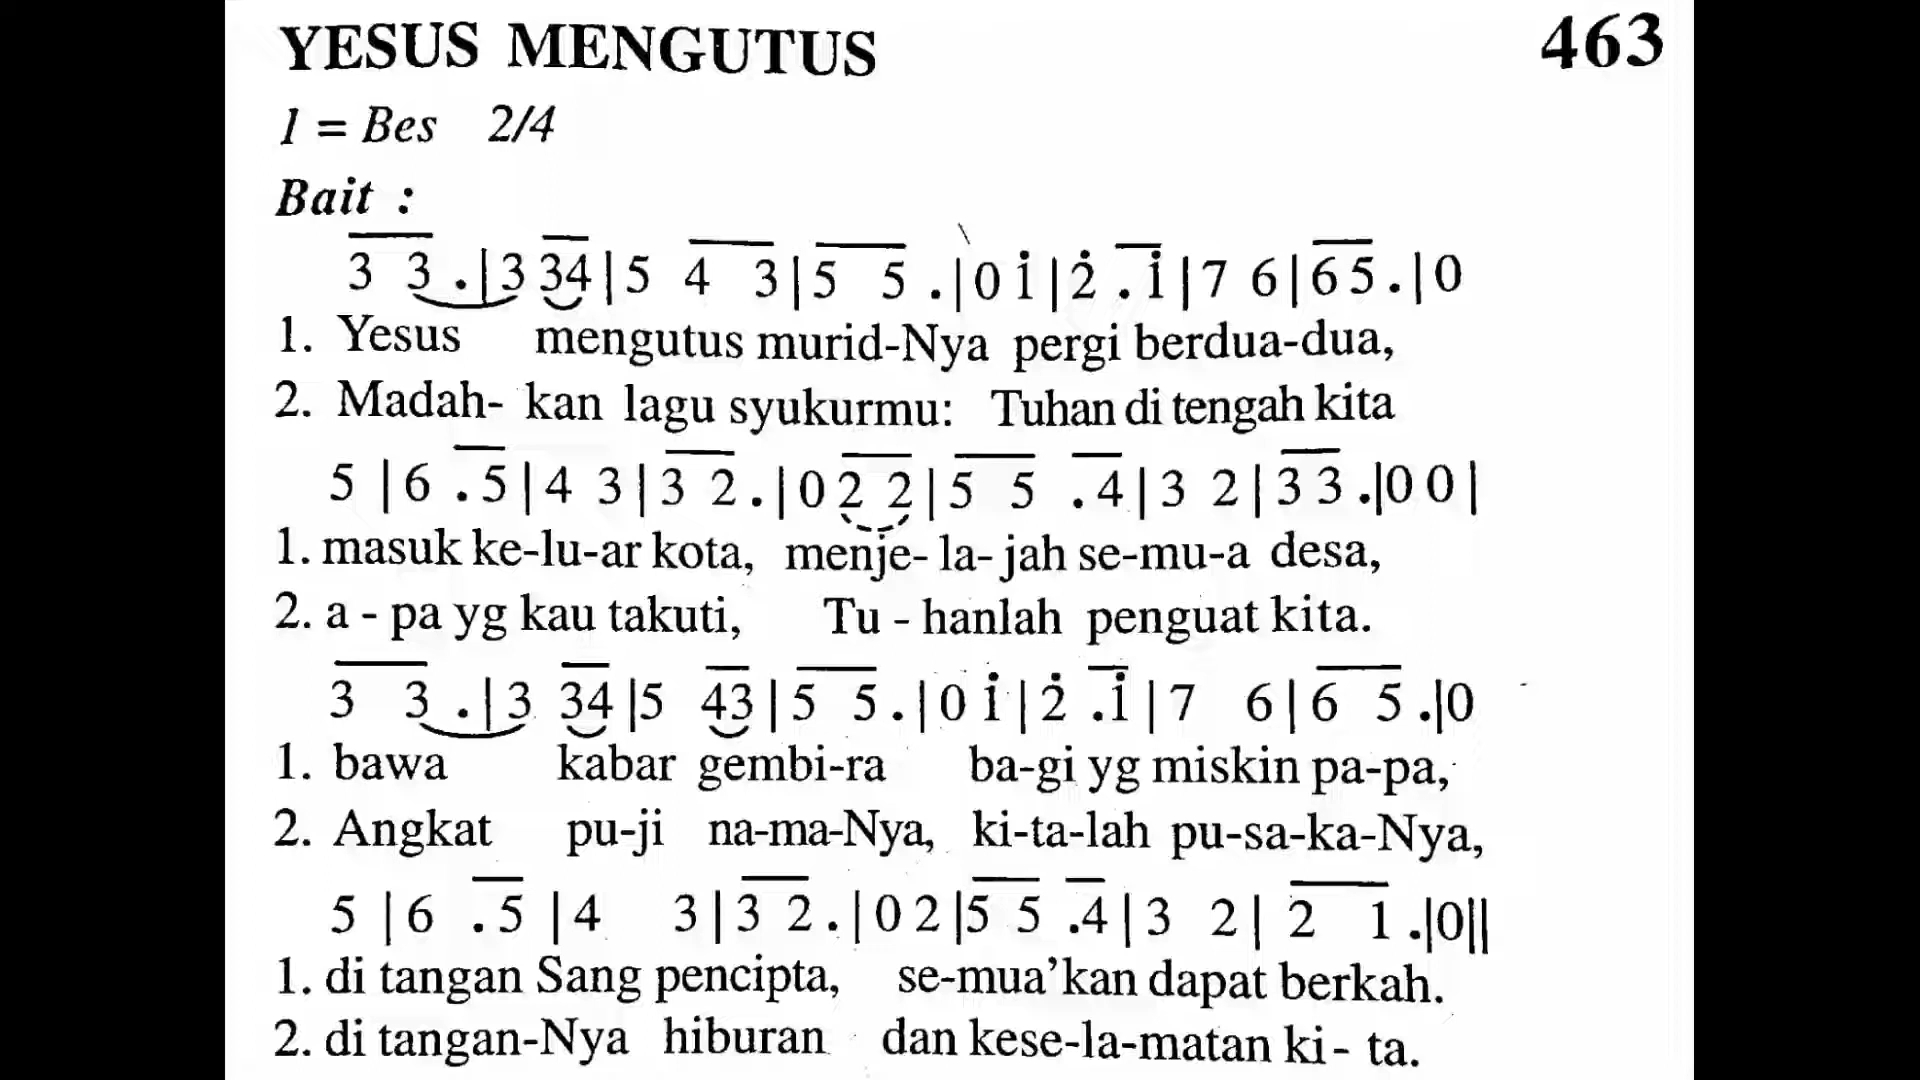 YESUS MENGUTUS 463
1 = Bes 2/4
Bait :
3 3 . | 3 34 | 5 4 3 | 5 5 . | 0 i | 2̇ . i | 7 6 | 6 5 . | 0
1. Yesus mengutus murid-Nya pergi berdua-dua,
2. Madah- kan lagu syukurmu: Tuhan di tengah kita
5 | 6 . 5 | 4 3 | 3 2 . | 0 2 2 | 5 5 . 4 | 3 2 | 3 3 . | 0 0 |
1. masuk ke-lu-ar kota, menje- la- jah se-mu-a desa,
2. a - pa yg kau takuti, Tu - hanlah penguat kita.
3 3 . | 3 34 | 5 43 | 5 5 . | 0 i | 2̇ . i | 7 6 | 6 5 . | 0
1. bawa kabar gembi-ra ba-gi yg miskin pa-pa,
2. Angkat pu-ji na-ma-Nya, ki-ta-lah pu-sa-ka-Nya,
5 | 6 . 5 | 4 3 | 3 2 . | 0 2 | 5 5 . 4 | 3 2 | 2 1 . | 0 ||
1. di tangan Sang pencipta, se-mua'kan dapat berkah.
2. di tangan-Nya hiburan dan kese-la-matan ki- ta.